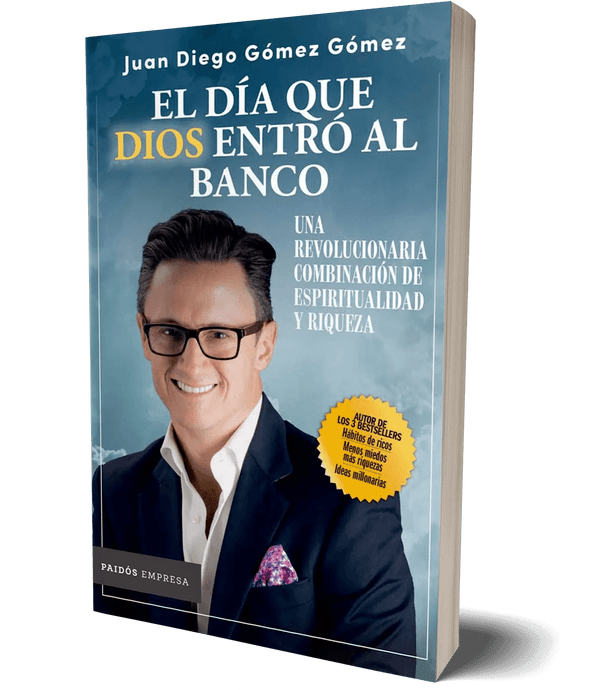 Juan Diego Gómez Gómez
EL DÍA QUE
DIOS ENTRÓ AL
BANCO
UNA
REVOLUCIONARIA
COMBINACIÓN DE
ESPIRITUALIDAD
Y RIQUEZA
AUTOR DE
LOS 3 BESTSELLERS
Hábitos de ricos
Menos miedos
más riquezas
Ideas millonarias
PAIDÓS EMPRESA